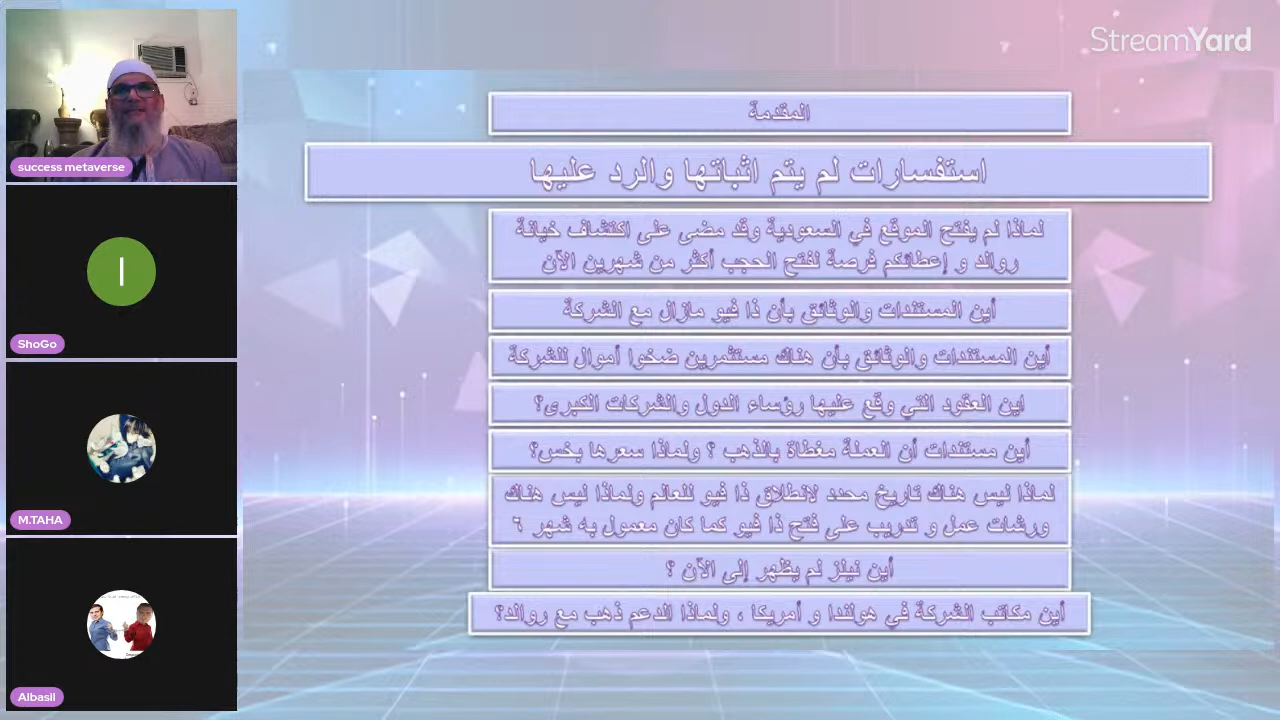 StreamYard
المقدمة
استفسارات لم يتم اثباتها والرد عليها
لماذا لم يفتح الموقع في السعودية وقد مضى على اكتشاف خيانة
روالد و إعطائكم فرصة لفتح الحجب أكثر من شهرين الآن
أين المستندات والوثائق بأن ذا فيو مازال مع الشركة
أين المستندات والوثائق بأن هناك مستثمرين ضخوا أموال للشركة
اين العقود التي وقع عليها رؤساء الدول والشركات الكبرى؟
أين مستندات أن العملة مغطاة بالذهب ؟ ولماذا سعرها بخس؟
لماذا ليس هناك تاريخ محدد لانطلاق ذا فيو للعالم ولماذا ليس هناك
ورشات عمل و تدريب على فتح ذا فيو كما كان معمول به شهر ٦
أين نيلز لم يظهر إلى الآن ؟
أين مكاتب الشركة في هولندا و أمريكا ، ولماذا الدعم ذهب مع روالد؟
success metaverse
I
ShoGo
M.TAHA
Albasil